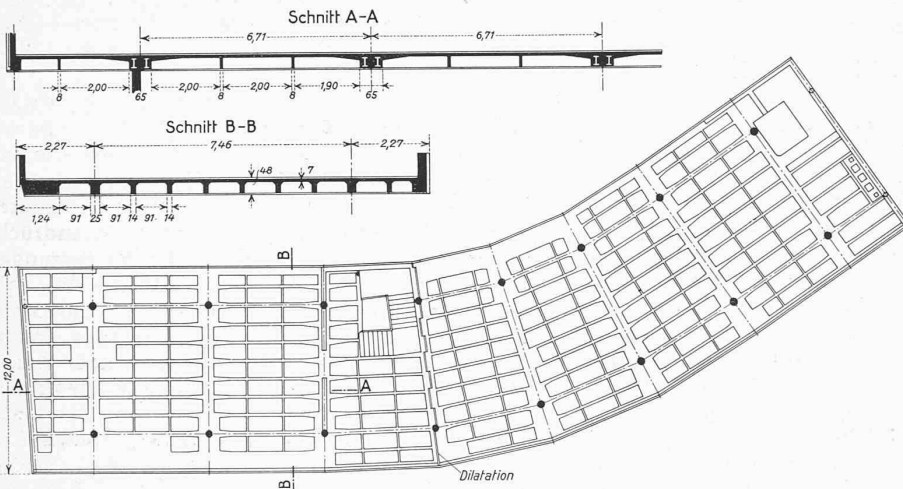 Schnitt A-A
6,71 6,71
8 2,00 65 2,00 8 2,00 8 1,90 65
Schnitt B-B
2,27 7,46 2,27
48 7
1,24 91 25 91 14 91 14
B
12,00
A A
B
Dilatation